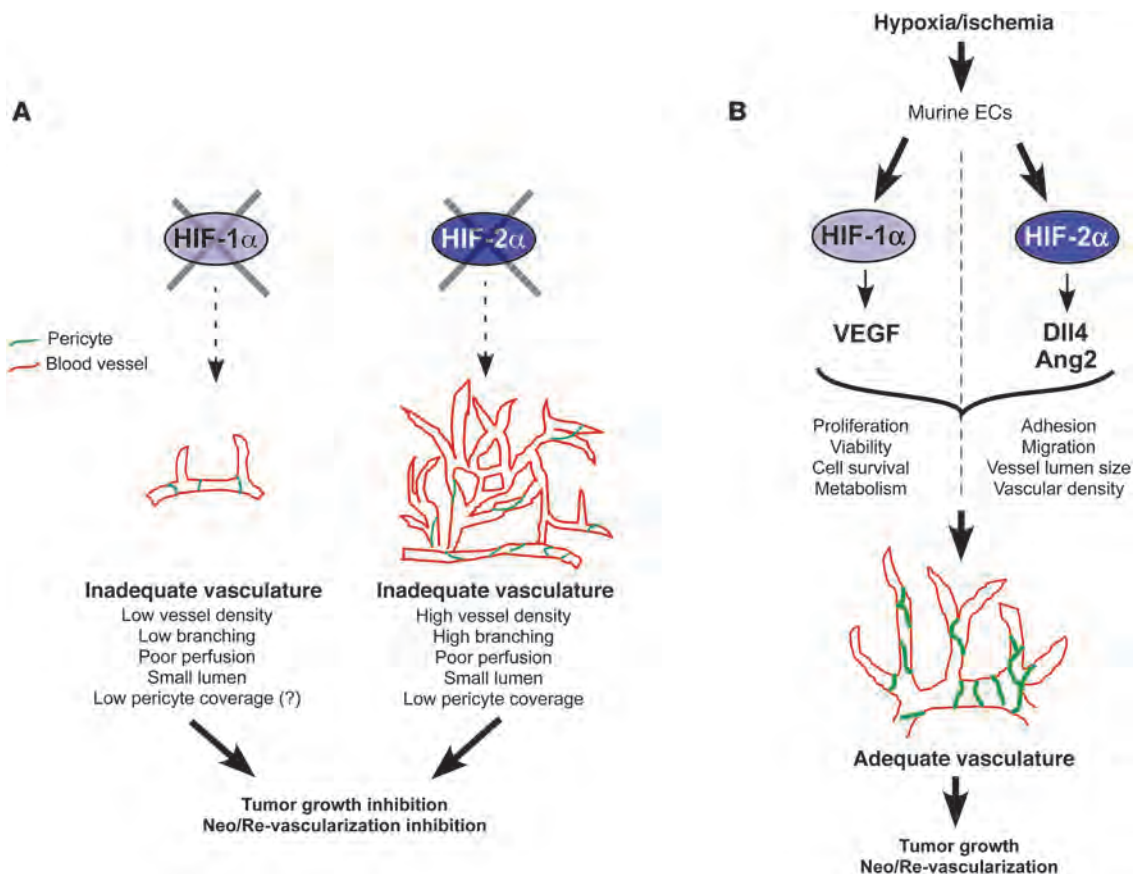 A
HIF-1α
HIF-2α
Pericyte
Blood vessel
Inadequate vasculature
Low vessel density
Low branching
Poor perfusion
Small lumen
Low pericyte coverage (?)
Inadequate vasculature
High vessel density
High branching
Poor perfusion
Small lumen
Low pericyte coverage
Tumor growth inhibition
Neo/Re-vascularization inhibition
B
Hypoxia/ischemia
Murine ECs
HIF-1α
HIF-2α
VEGF
Dll4
Ang2
Proliferation
Viability
Cell survival
Metabolism
Adhesion
Migration
Vessel lumen size
Vascular density
Adequate vasculature
Tumor growth
Neo/Re-vascularization